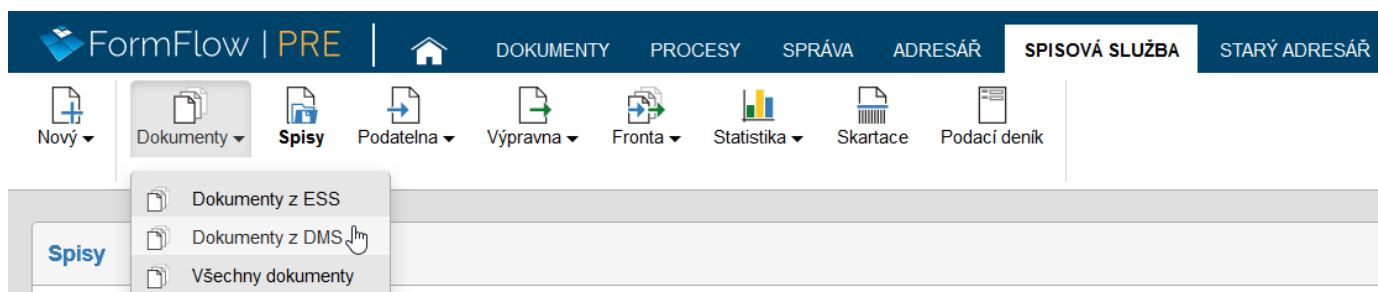 FormFlow | PRE
DOKUMENTY PROCESY SPRÁVA ADRESÁŘ SPISOVÁ SLUŽBA STARÝ ADRESÁŘ
Nový Dokumenty Spisy Podatelna Výpravna Fronta Statistika Skartace Podací deník
Dokumenty z ESS
Dokumenty z DMS
Všechny dokumenty
Spisy